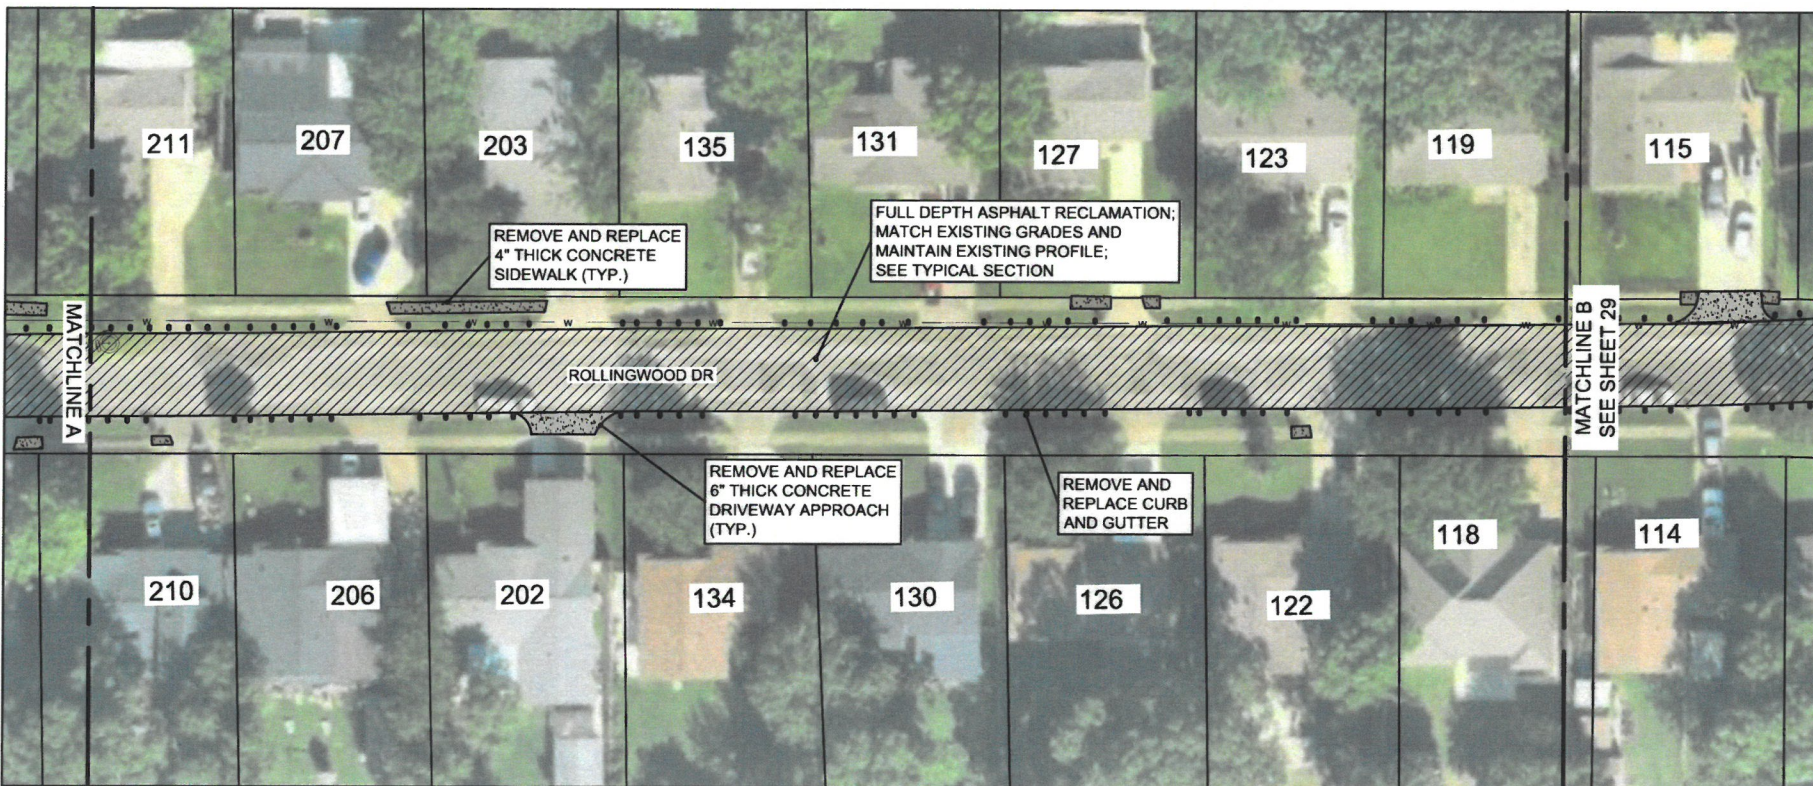 211
207
203
135
131
127
123
119
115
REMOVE AND REPLACE
4" THICK CONCRETE
SIDEWALK (TYP.)
FULL DEPTH ASPHALT RECLAMATION;
MATCH EXISTING GRADES AND
MAINTAIN EXISTING PROFILE;
SEE TYPICAL SECTION
MATCHLINE A
W W W W W W W W W W W W
ROLLINGWOOD DR
MATCHLINE B
SEE SHEET 29
REMOVE AND REPLACE
6" THICK CONCRETE
DRIVEWAY APPROACH
(TYP.)
REMOVE AND
REPLACE CURB
AND GUTTER
210
206
202
134
130
126
122
118
114